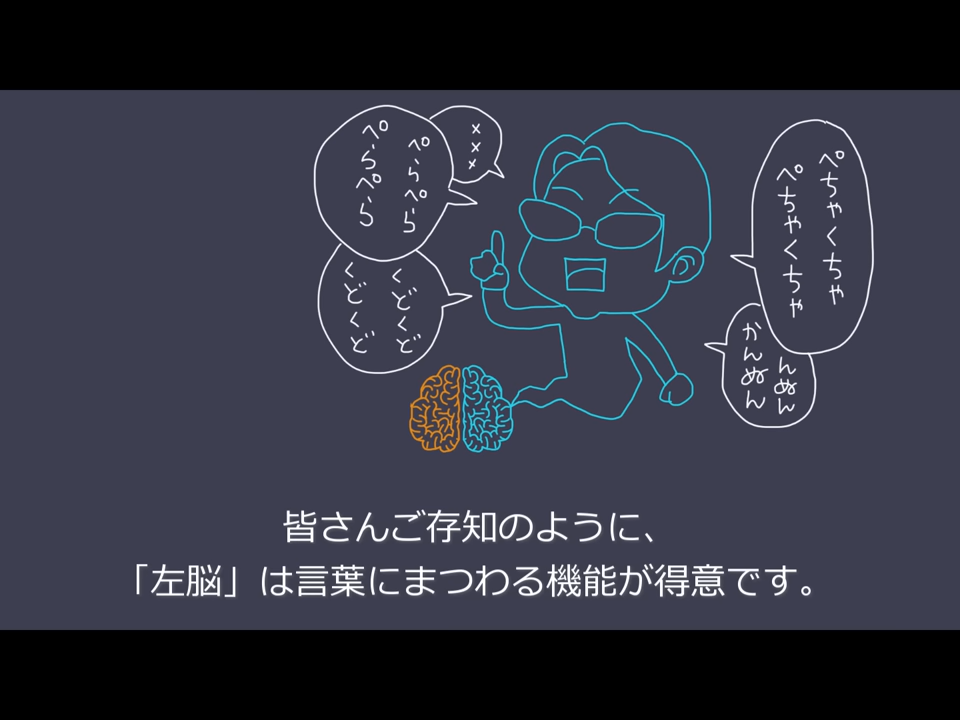 ×××
ぺらぺら
ぺらぺら
くどくど
くどくど
ぺちゃくちゃ
ぺちゃくちゃ
んぬん
かんぬん
皆さんご存知のように、
「左脳」は言葉にまつわる機能が得意です。